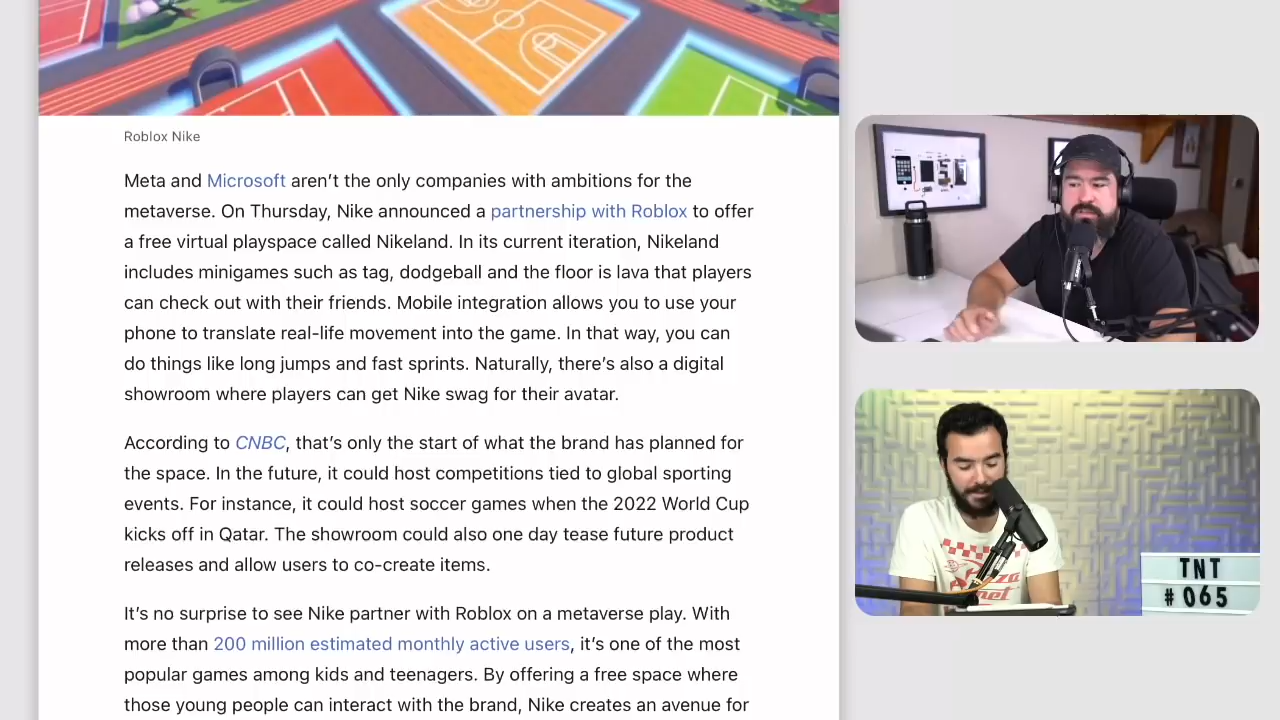 Roblox Nike
Meta and Microsoft aren’t the only companies with ambitions for the
metaverse. On Thursday, Nike announced a partnership with Roblox to offer
a free virtual playspace called Nikeland. In its current iteration, Nikeland
includes minigames such as tag, dodgeball and the floor is lava that players
can check out with their friends. Mobile integration allows you to use your
phone to translate real-life movement into the game. In that way, you can
do things like long jumps and fast sprints. Naturally, there’s also a digital
showroom where players can get Nike swag for their avatar.
According to CNBC, that’s only the start of what the brand has planned for
the space. In the future, it could host competitions tied to global sporting
events. For instance, it could host soccer games when the 2022 World Cup
kicks off in Qatar. The showroom could also one day tease future product
releases and allow users to co-create items.
It’s no surprise to see Nike partner with Roblox on a metaverse play. With
more than 200 million estimated monthly active users, it’s one of the most
popular games among kids and teenagers. By offering a free space where
those young people can interact with the brand, Nike creates an avenue for
TNT
#065